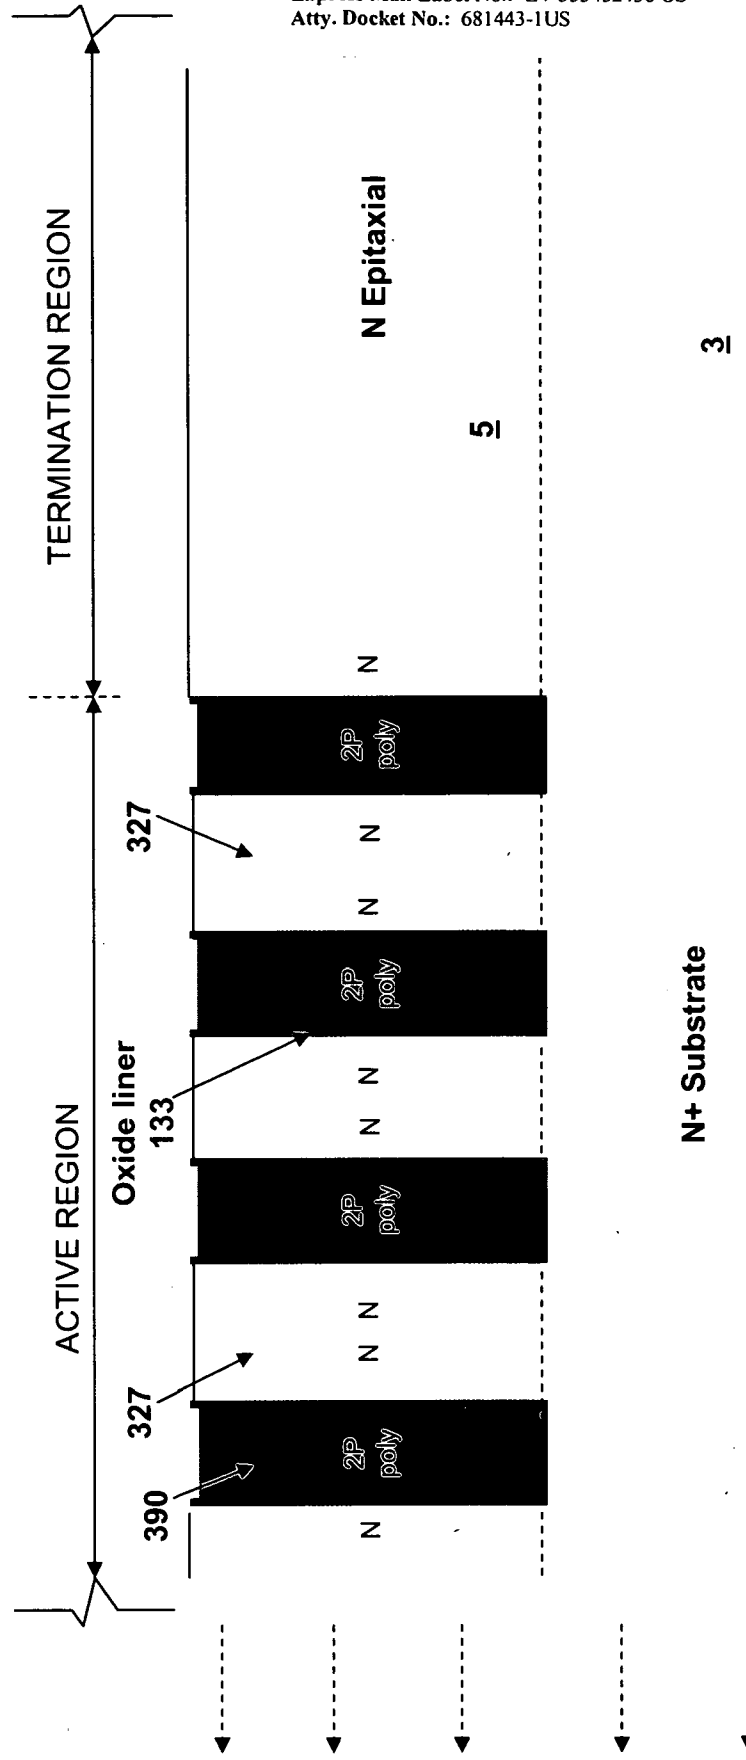 Atty. Docket No.: 681443-1US
ACTIVE REGION
TERMINATION REGION
390
327
Oxide liner
133
327
N
2P
poly
N
N
2P
poly
N
N
2P
poly
N
N
2P
poly
N
N Epitaxial
5
N+ Substrate
3